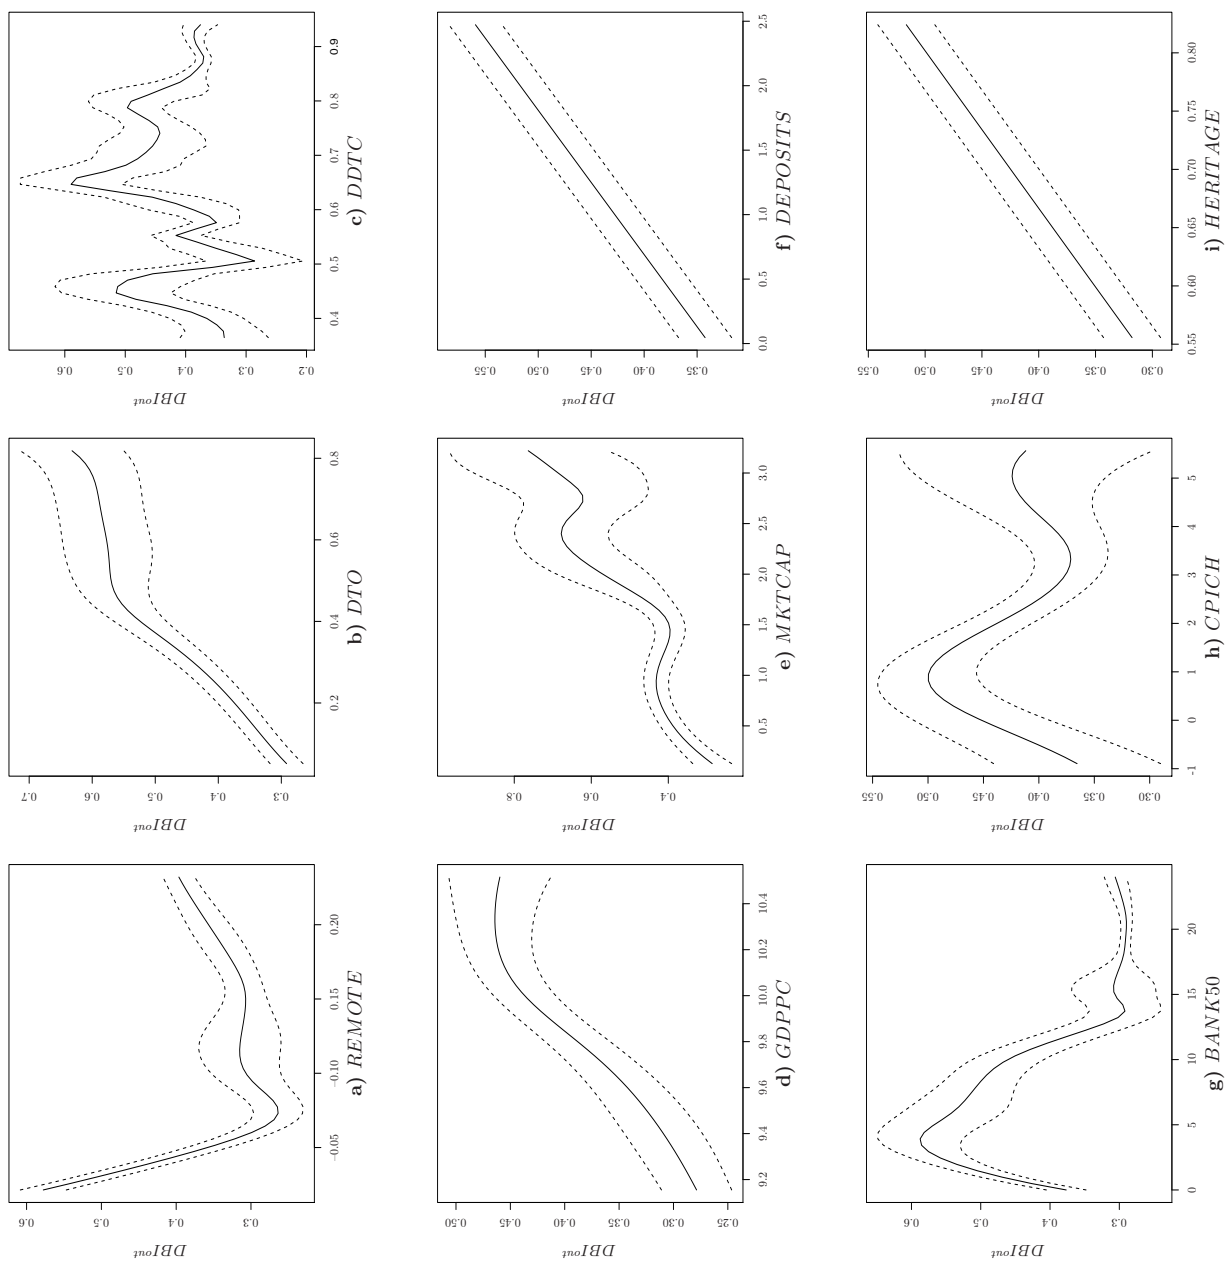 DBIout
0.6
0.5
0.4
0.3
0.05 0.10 0.15 0.20
a) REMOTE
DBIout
0.7
0.6
0.5
0.4
0.3
0.2 0.4 0.6 0.8
b) DTO
DBIout
0.6
0.5
0.4
0.3
0.2
0.4 0.5 0.6 0.7 0.8 0.9
c) DDTC
DBIout
0.50
0.45
0.40
0.35
0.30
0.25
9.2 9.4 9.6 9.8 10.0 10.2 10.4
d) GDPPC
DBIout
0.8
0.6
0.4
0.5 1.0 1.5 2.0 2.5 3.0
e) MKTCAP
DBIout
0.55
0.50
0.45
0.40
0.35
0.0 0.5 1.0 1.5 2.0 2.5
f) DEPOSITS
DBIout
0.6
0.5
0.4
0.3
0 5 10 15 20
g) BANK50
DBIout
0.55
0.50
0.45
0.40
0.35
0.30
-1 0 1 2 3 4 5
h) CPICH
DBIout
0.55
0.50
0.45
0.40
0.35
0.30
0.55 0.60 0.65 0.70 0.75 0.80
i) HERITAGE